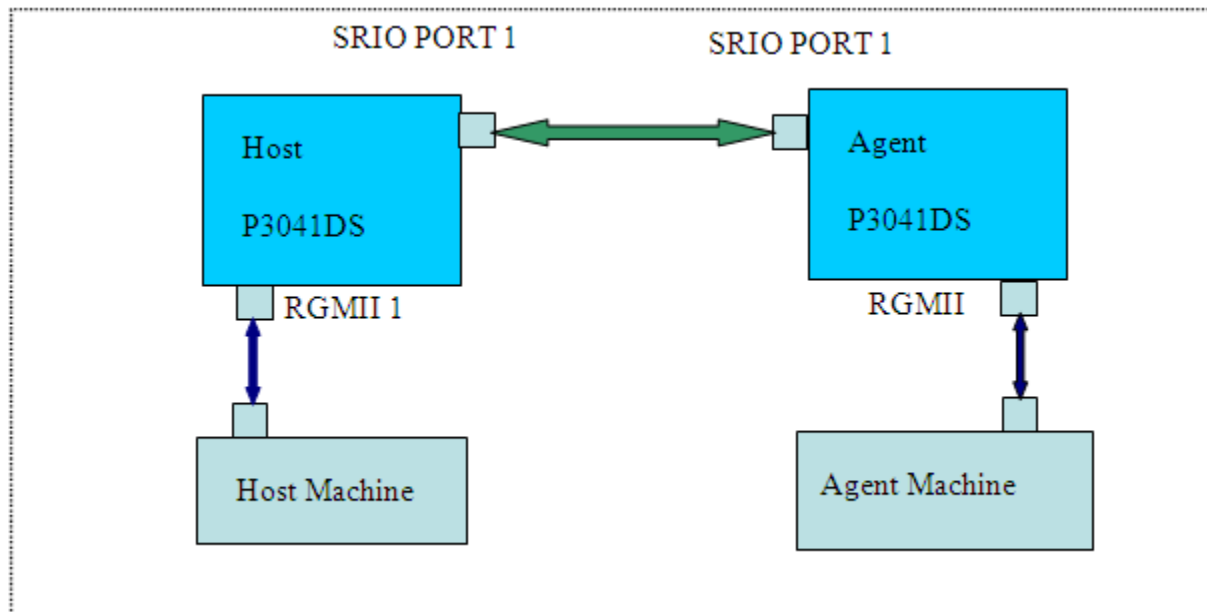 SRIO PORT 1
SRIO PORT 1
Host
P3041DS
Agent
P3041DS
RGMII 1
RGMII
Host Machine
Agent Machine